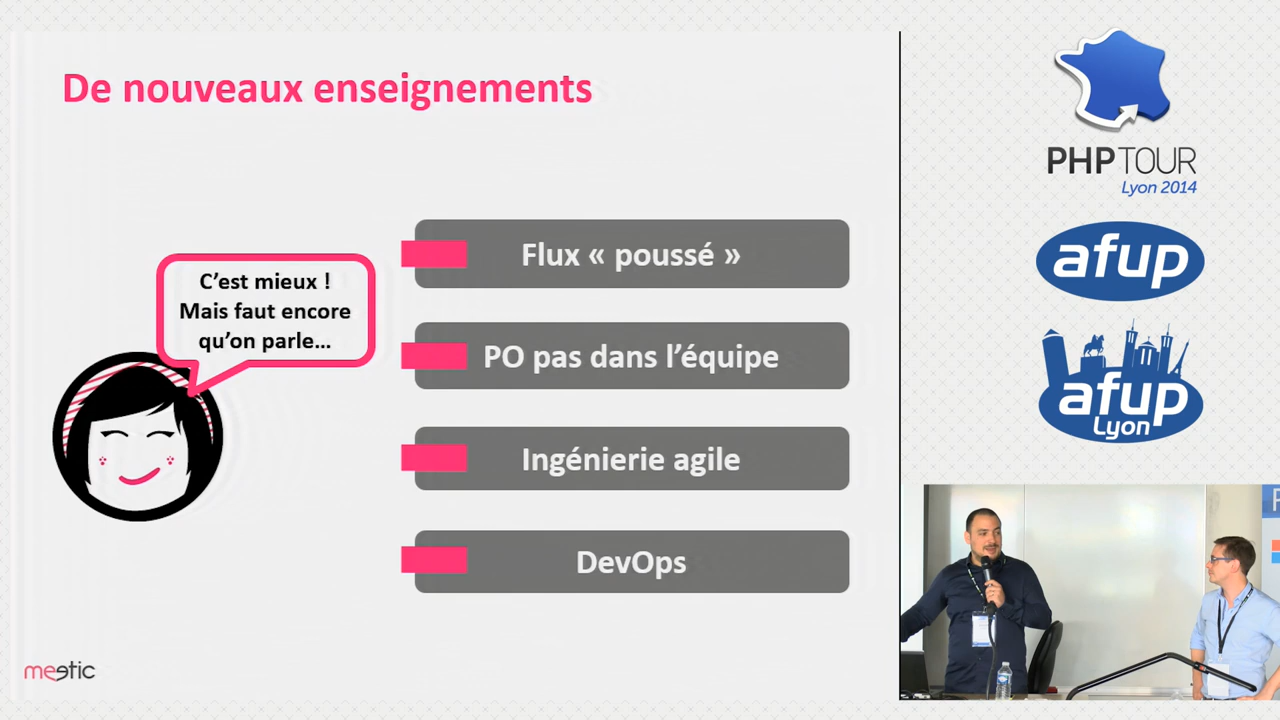 De nouveaux enseignements
C'est mieux !
Mais faut encore
qu'on parle...
Flux « poussé »
PO pas dans l'équipe
Ingénierie agile
DevOps
meetic
PHP TOUR
Lyon 2014
afup
afup
Lyon